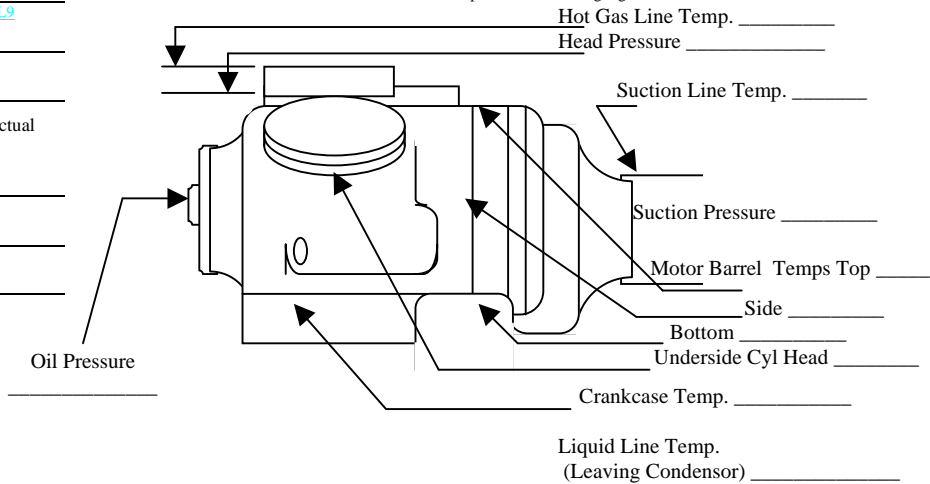 L9
Hot Gas Line Temp. _________
Head Pressure _____________
Suction Line Temp. _______
ctual
Suction Pressure _________
Motor Barrel  Temps Top _____
Side _________
Bottom __________
Oil Pressure
______________
Underside Cyl Head ________
Crankcase Temp. ___________
Liquid Line Temp.
(Leaving Condensor) ______________